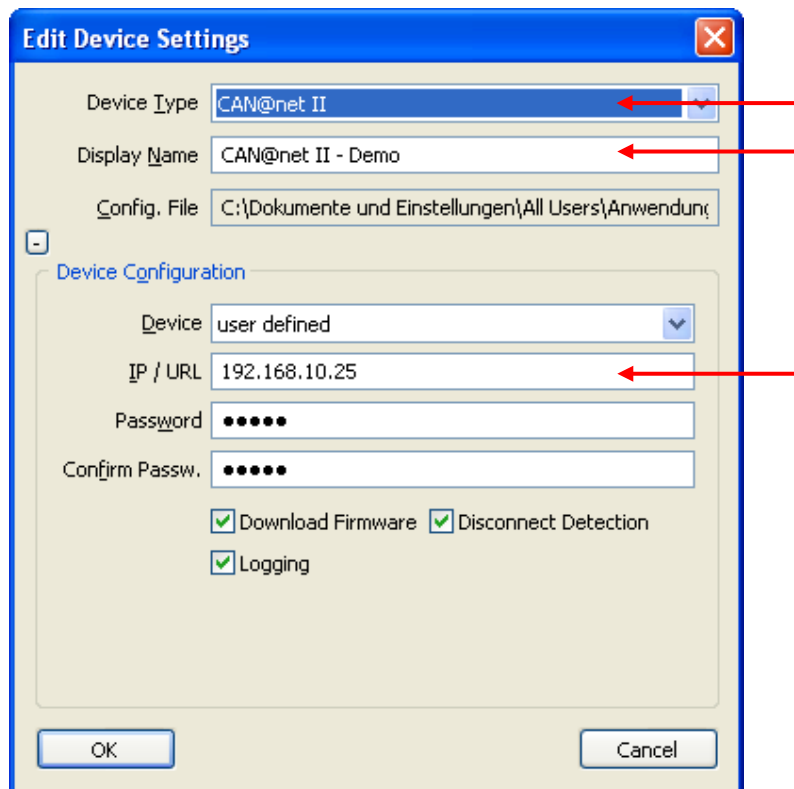 Edit Device Settings
Device Type CAN@net II
Display Name CAN@net II - Demo
Config. File C:\Dokumente und Einstellungen\All Users\Anwendung
-
Device Configuration
Device user defined
IP / URL 192.168.10.25
Password •••••
Confirm Passw. •••••
Download Firmware Disconnect Detection
Logging
OK Cancel